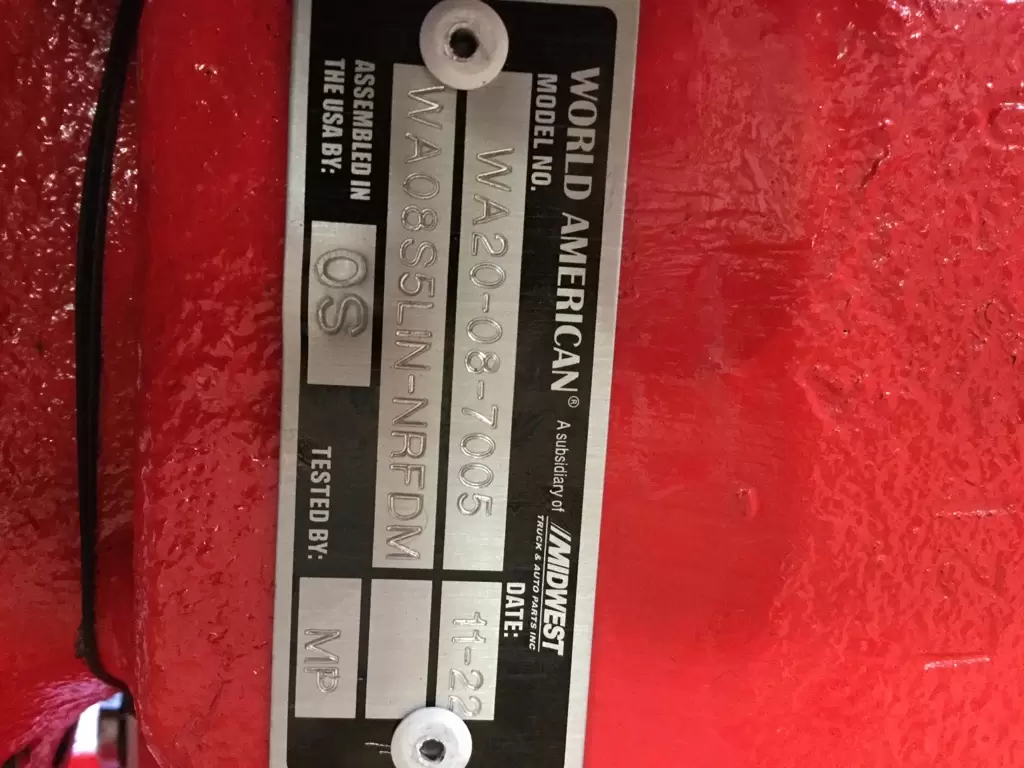 WORLD AMERICAN® A subsidiary of MIDWEST
TRUCK & AUTO PARTS INC
MODEL NO. DATE:
WA20-08-7005 11-22
WA08S5LIN-NRFDM
ASSEMBLED IN
THE USA BY: OS TESTED BY: MP